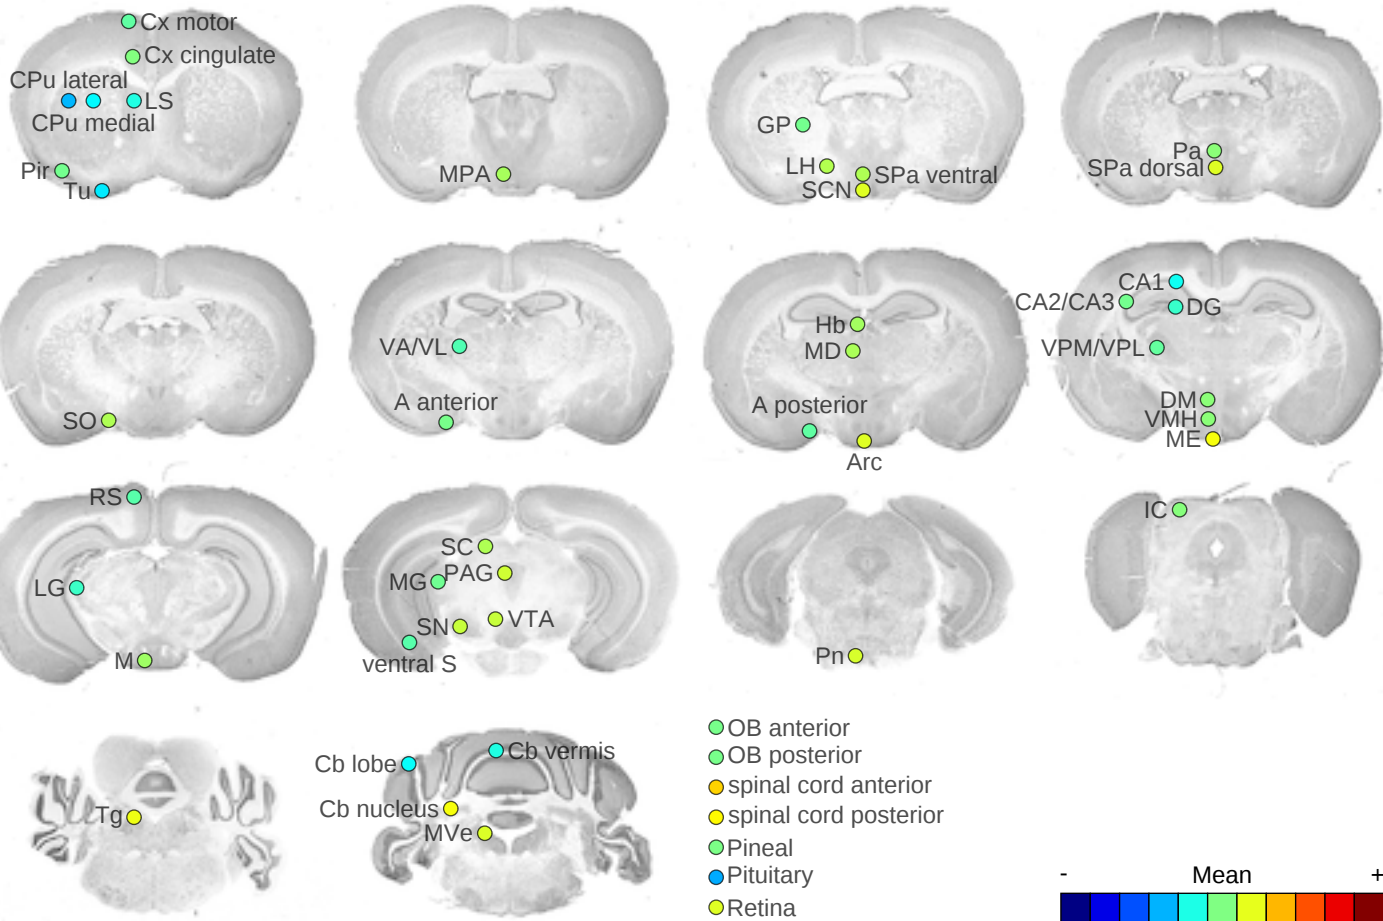 Cx motor
Cx cingulate
CPu lateral
LS
CPu medial
Pir
Tu
MPA
GP
LH
SPa ventral
SCN
Pa
SPa dorsal
SO
VA/VL
A anterior
Hb
MD
A posterior
Arc
CA1
CA2/CA3
DG
VPM/VPL
DM
VMH
ME
RS
LG
M
SC
MG
PAG
SN
VTA
ventral S
Pn
IC
Tg
Cb lobe
Cb vermis
Cb nucleus
MVe
OB anterior
OB posterior
spinal cord anterior
spinal cord posterior
Pineal
Pituitary
Retina
- Mean +